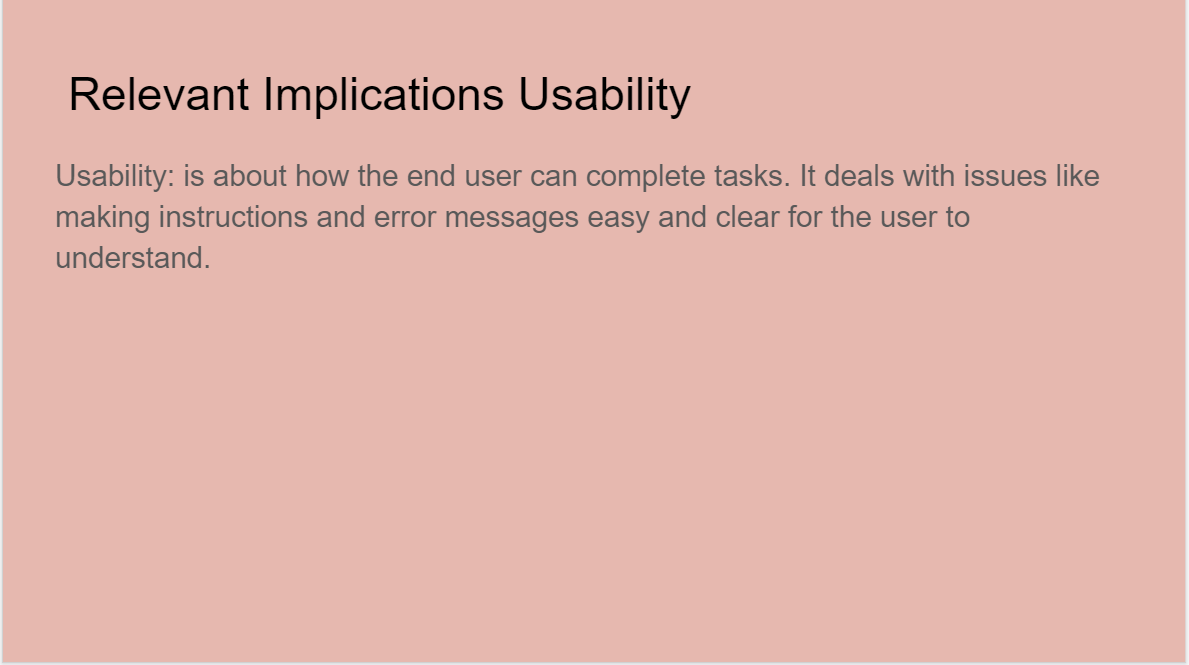 Relevant Implications Usability
Usability: is about how the end user can complete tasks. It deals with issues like
making instructions and error messages easy and clear for the user to
understand.